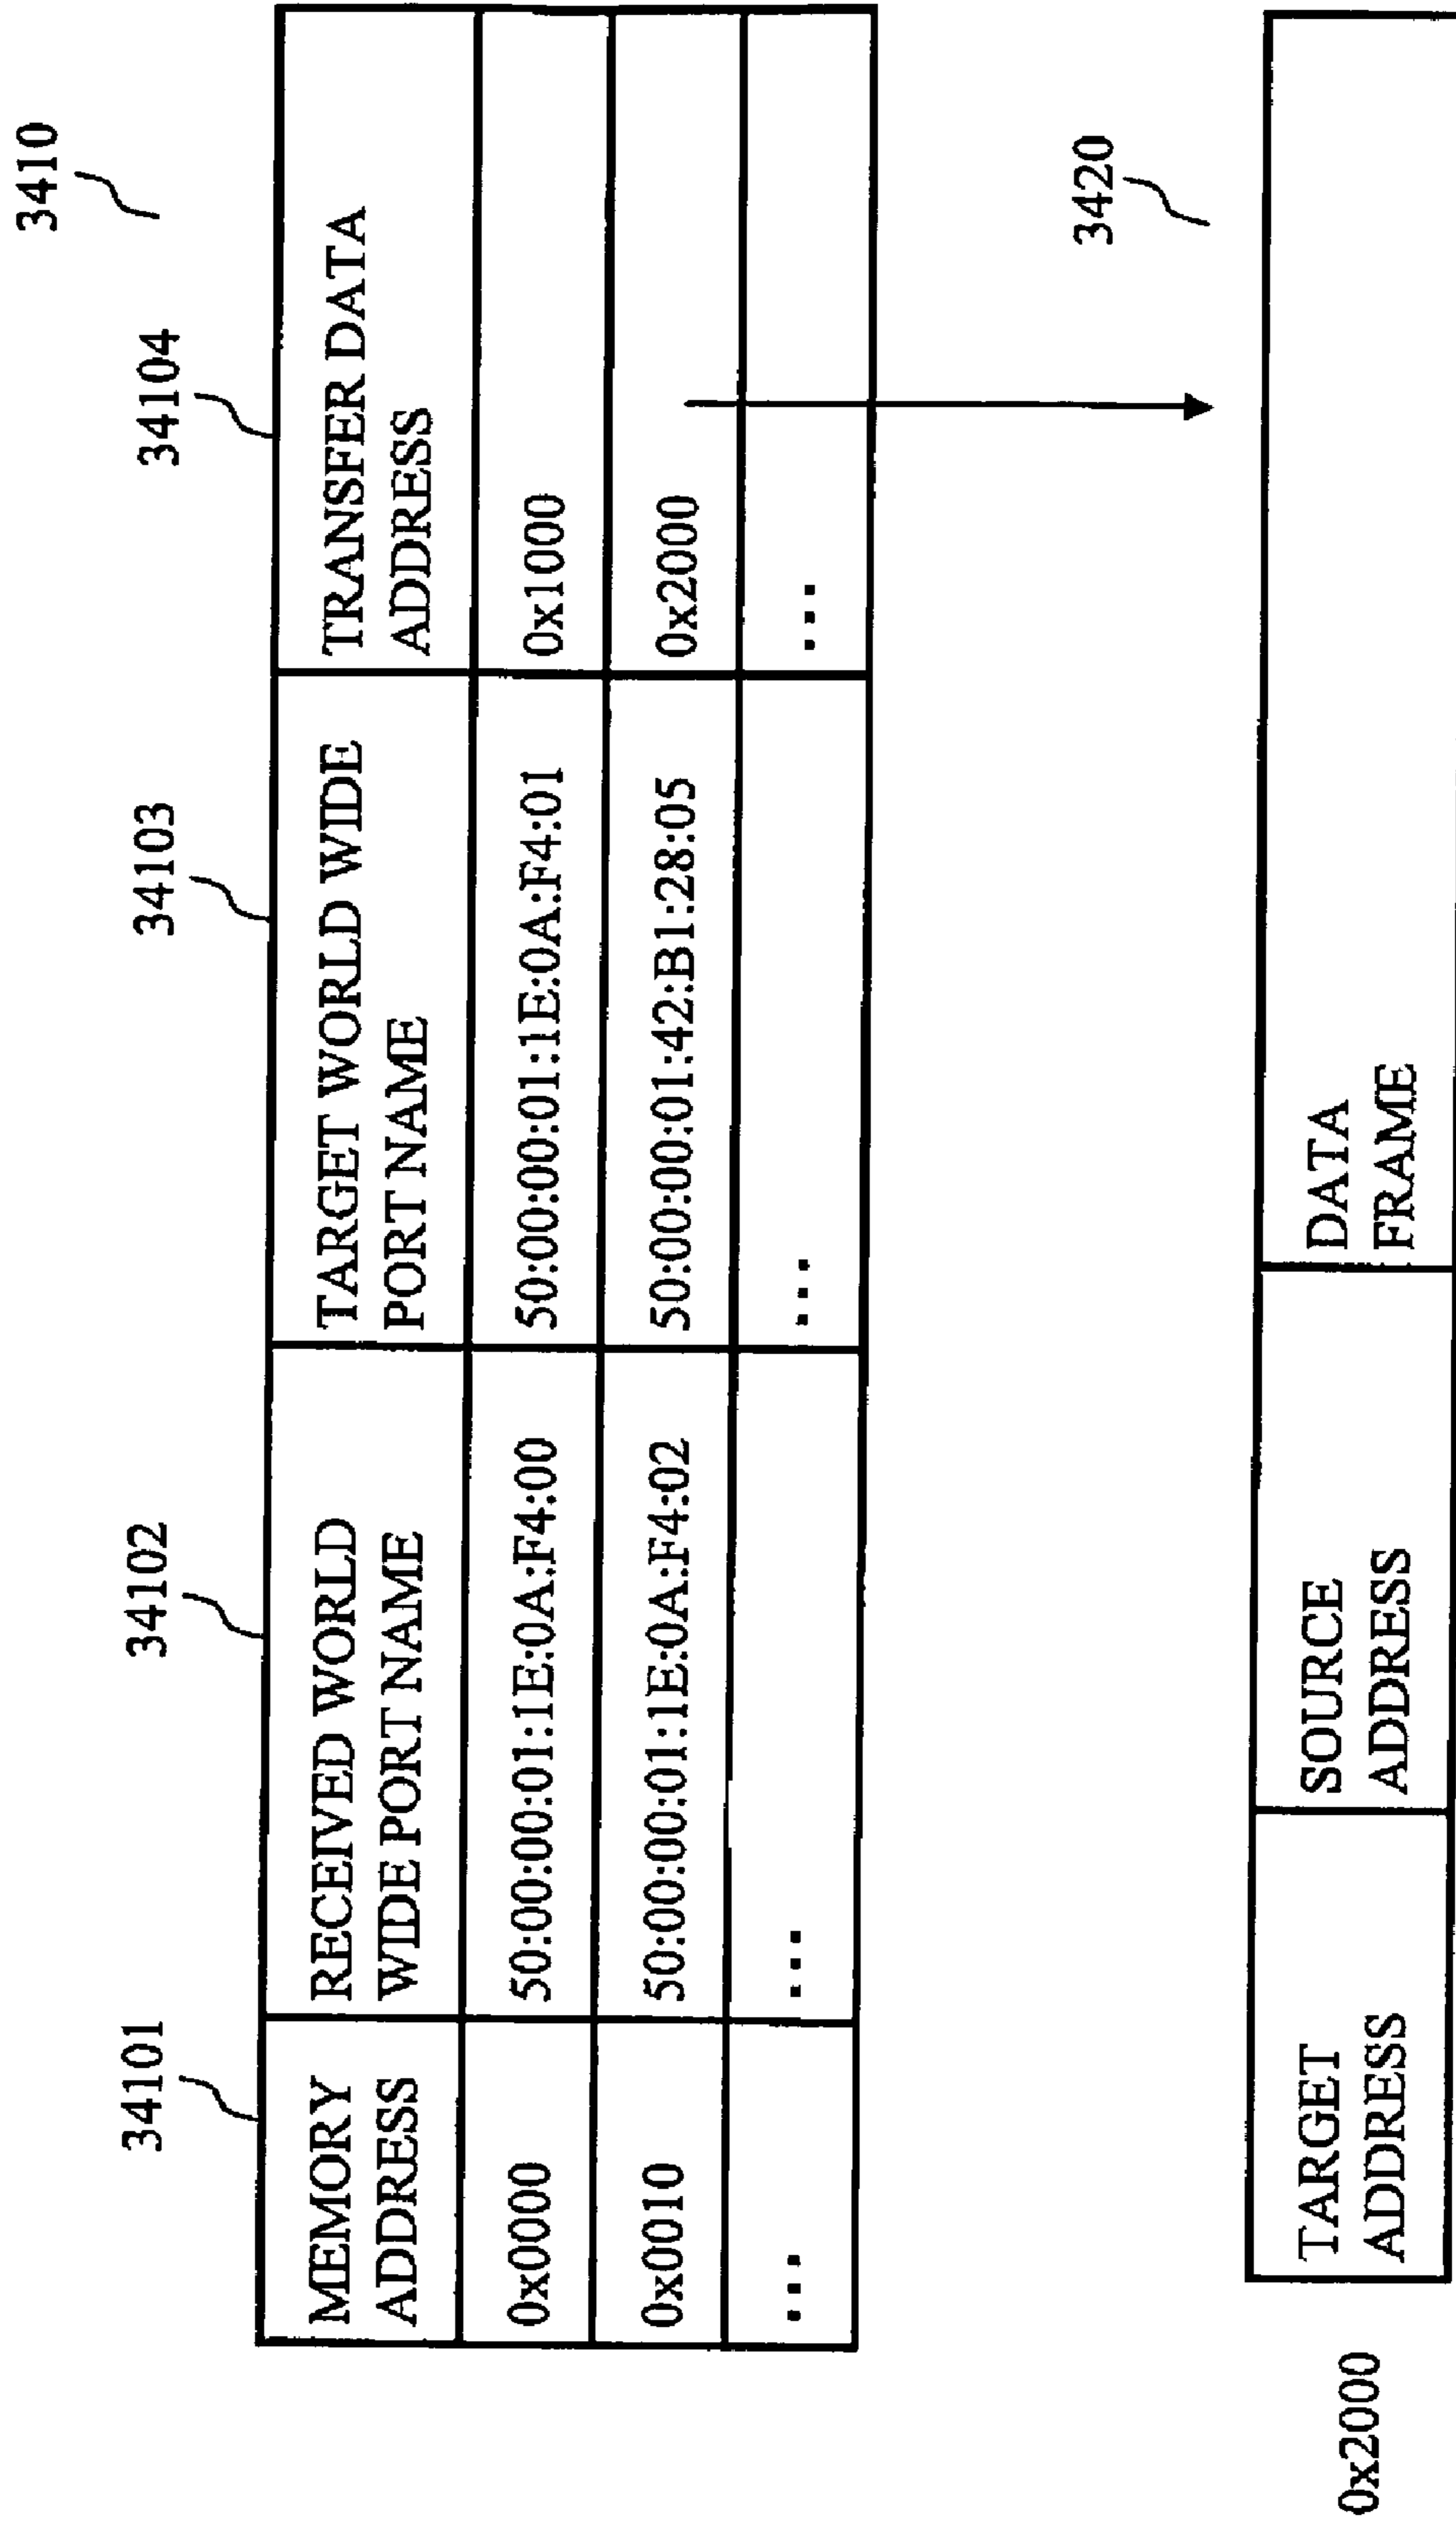 3410
34101
34102
34103
34104
MEMORY
ADDRESS
RECEIVED WORLD
WIDE PORT NAME
TARGET WORLD WIDE
PORT NAME
TRANSFER DATA
ADDRESS
0x0000
50:00:00:01:1E:0A:F4:00
50:00:00:01:1E:0A:F4:01
0x1000
0x0010
50:00:00:01:1E:0A:F4:02
50:00:00:01:42:B1:28:05
0x2000
...
...
...
...
3420
0x2000
TARGET
ADDRESS
SOURCE
ADDRESS
DATA
FRAME